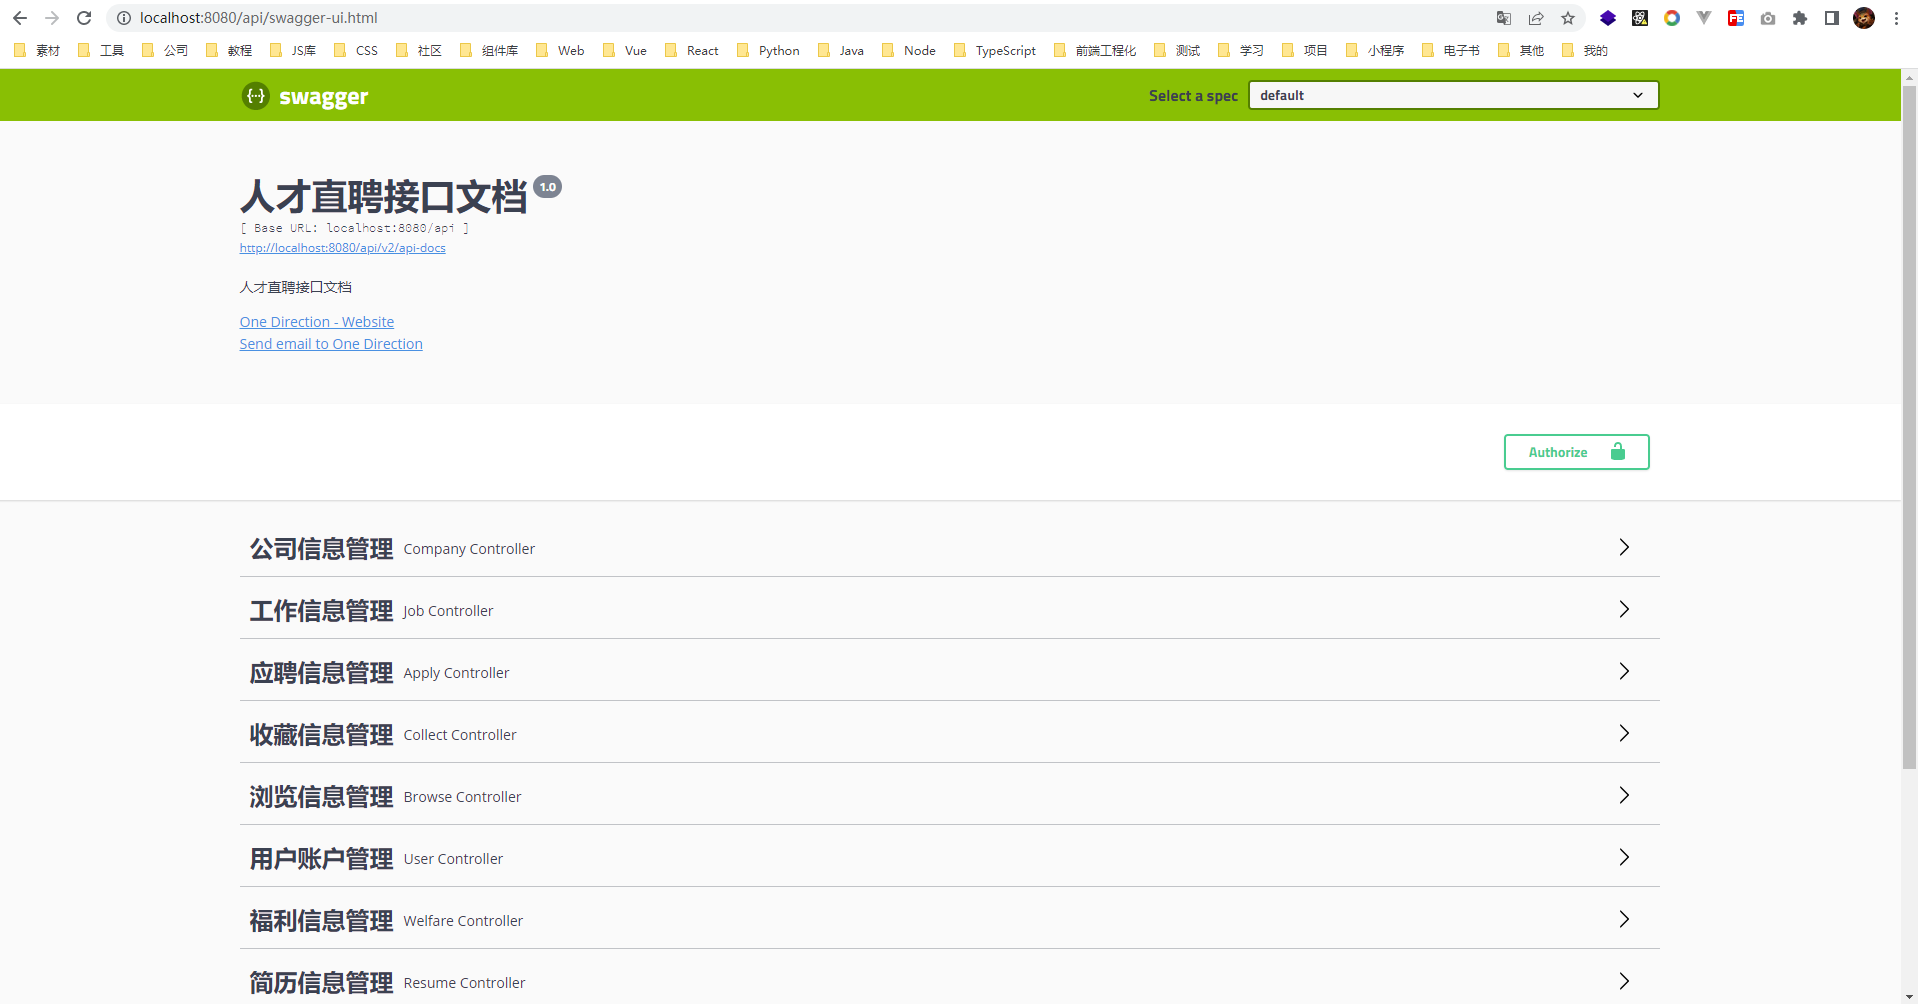 localhost:8080/api/swagger-ui.html
素材 工具 公司 教程 JS库 CSS 社区 组件库 Web Vue React Python Java Node TypeScript 前端工程化 测试 学习 项目 小程序 电子书 其他 我的
{···} swagger Select a spec default
人才直聘接口文档 1.0
[ Base URL: localhost:8080/api ]
http://localhost:8080/api/v2/api-docs
人才直聘接口文档
One Direction - Website
Send email to One Direction
Authorize
公司信息管理 Company Controller
工作信息管理 Job Controller
应聘信息管理 Apply Controller
收藏信息管理 Collect Controller
浏览信息管理 Browse Controller
用户账户管理 User Controller
福利信息管理 Welfare Controller
简历信息管理 Resume Controller